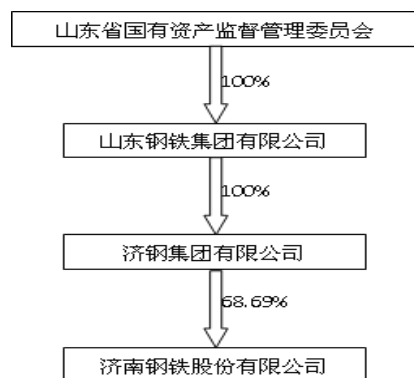 山东省国有资产监督管理委员会
100%
山东钢铁集团有限公司
100%
济钢集团有限公司
68.69%
济南钢铁股份有限公司